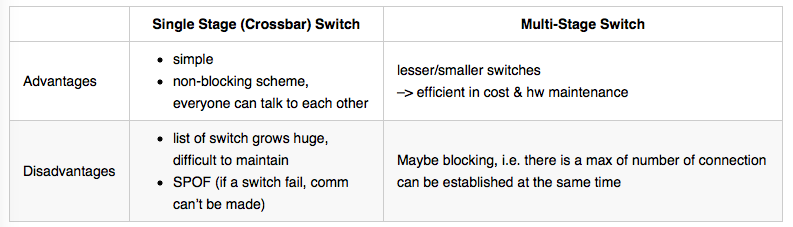 Single Stage (Crossbar) Switch
Multi-Stage Switch
Advantages
• simple
• non-blocking scheme,
everyone can talk to each other
lesser/smaller switches
–> efficient in cost & hw maintenance
Disadvantages
• list of switch grows huge,
difficult to maintain
• SPOF (if a switch fail, comm
can't be made)
Maybe blocking, i.e. there is a max of number of connection
can be established at the same time